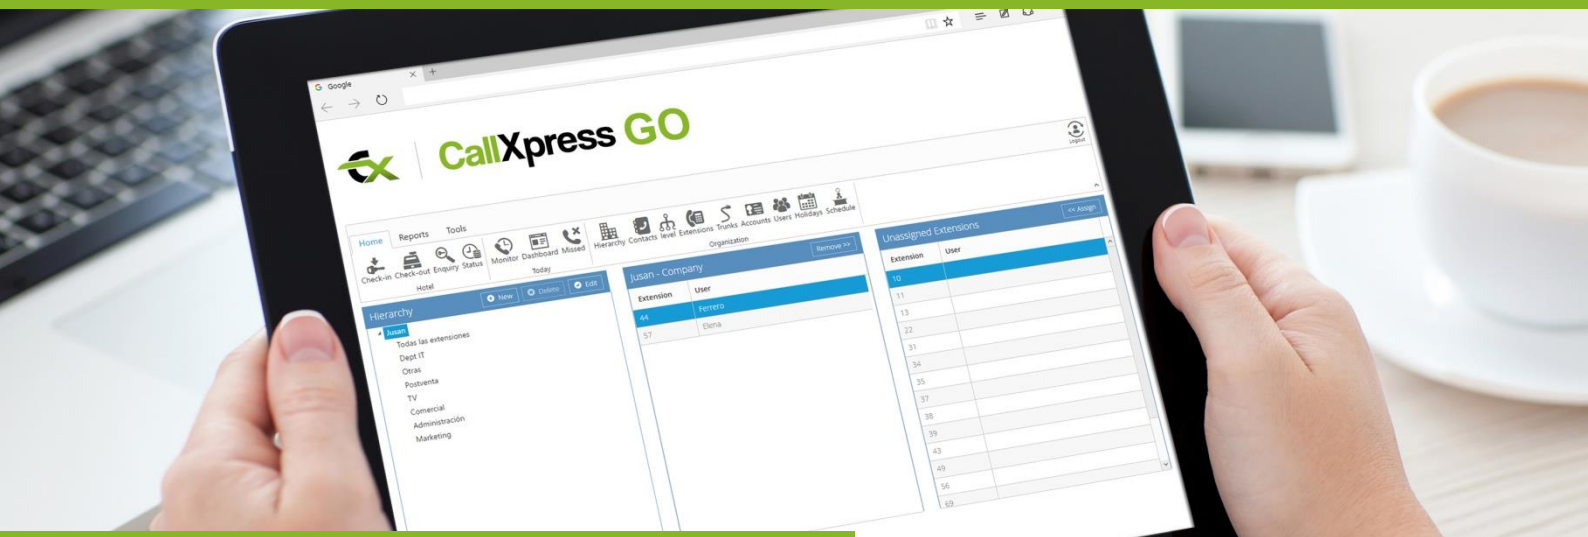 Google
CallXpress GO
Logout
Home Reports Tools
Check-in Check-out Enquiry Status Monitor Dashboard Missed Hierarchy Contacts level Extensions Trunks Accounts Users Holidays Schedule
Hotel Today Organization
Hierarchy New Delete Edit
Jusan
Todas las extensiones
Dept IT
Otras
Postventa
TV
Comercial
Administración
Marketing
Jusan - Company Remove >>
Extension User
44 Ferrero
57 Elena
Unassigned Extensions << Assign
Extension User
10
11
13
22
31
34
35
37
38
39
43
49
56
69